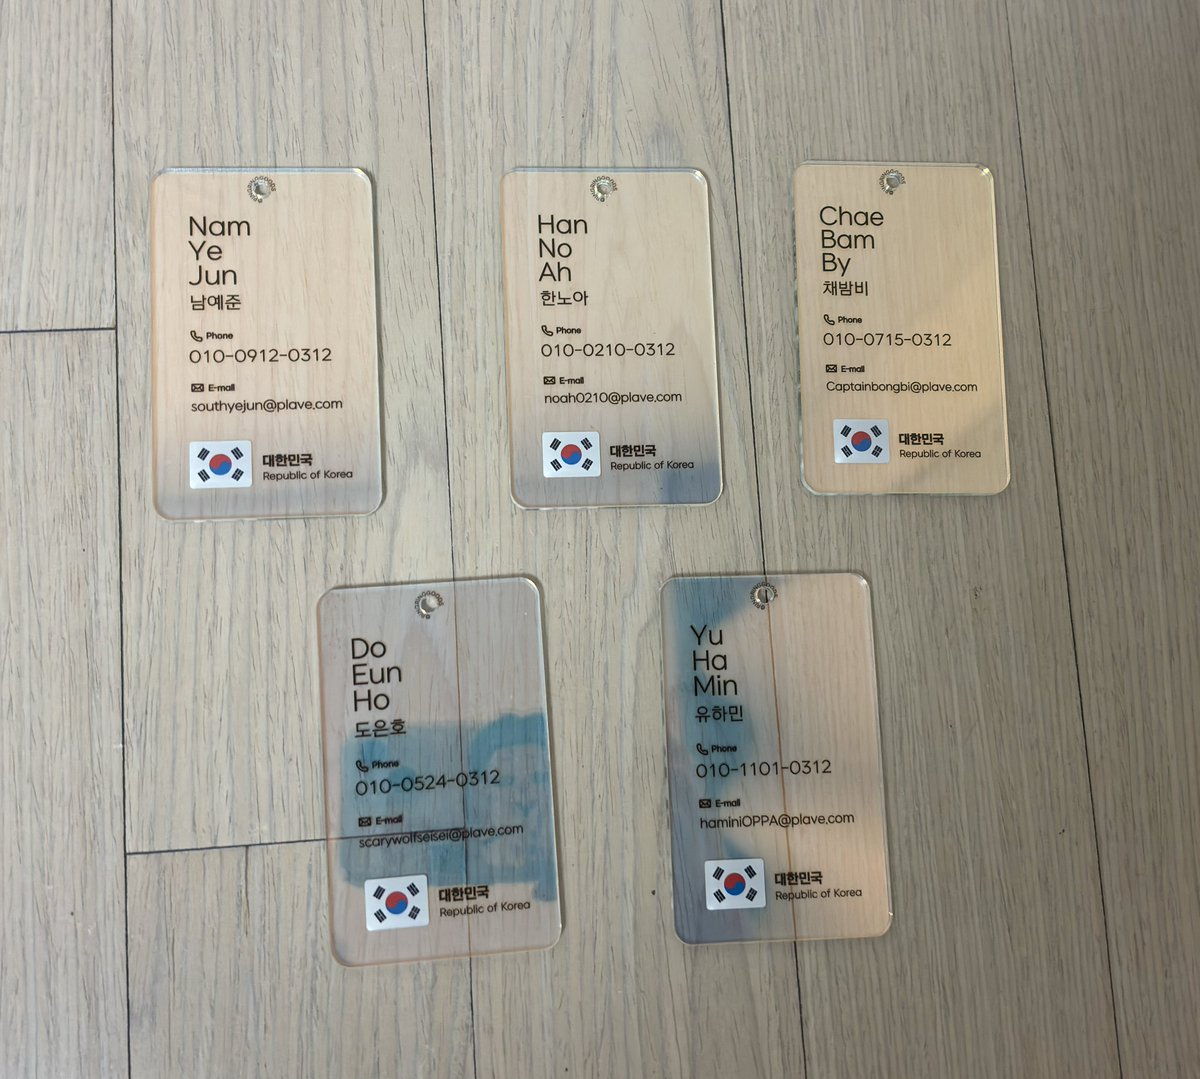 Nam
Ye
Jun
남예준
Phone
010-0912-0312
E-mail
southyejun@plave.com
대한민국
Republic of Korea
Han
No
Ah
한노아
Phone
010-0210-0312
E-mail
noah0210@plave.com
대한민국
Republic of Korea
Chae
Bam
By
채밤비
Phone
010-0715-0312
E-mail
Captainbongbi@plave.com
대한민국
Republic of Korea
Do
Eun
Ho
도은호
Phone
010-0524-0312
E-mail
scarywolfseisei@plave.com
대한민국
Republic of Korea
Yu
Ha
Min
유하민
Phone
010-1101-0312
E-mail
haminiOPPA@plave.com
대한민국
Republic of Korea